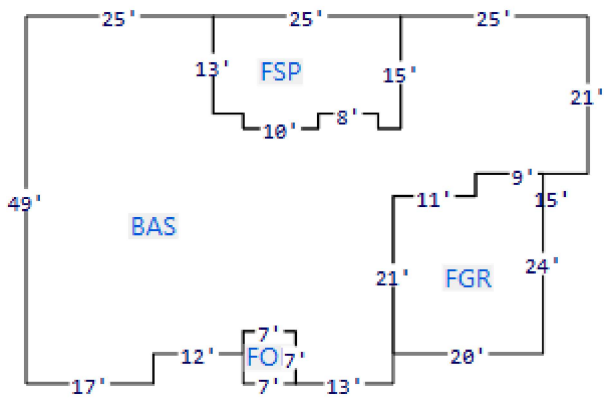 25' 25' 25'
13' FSP 15'
21'
10' 8'
9'
11' 15'
49'
BAS
24'
21' FGR
7'
12' FO 7' 20'
17' 7' 13'